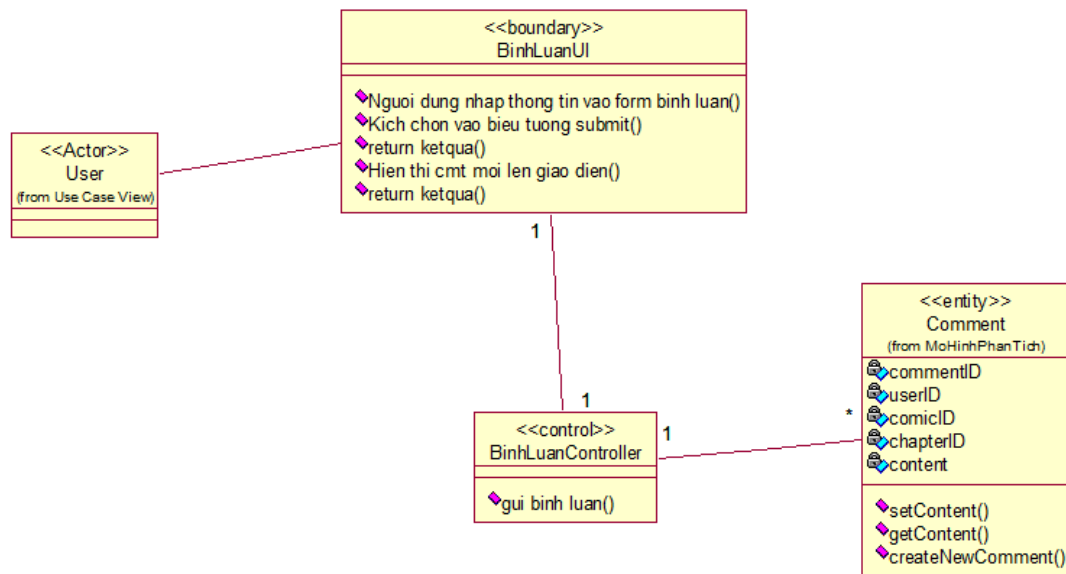 <<boundary>>
BinhLuanUI
Nguoi dung nhap thong tin vao form binh luan()
Kich chon vao bieu tuong submit()
return ketqua()
Hien thi cmt moi len giao dien()
return ketqua()
<<Actor>>
User
(from Use Case View)
1
1
<<control>>
BinhLuanController
gui binh luan()
1
*
<<entity>>
Comment
(from MoHinhPhanTich)
commentID
userID
comicID
chapterID
content
setContent()
getContent()
createNewComment()